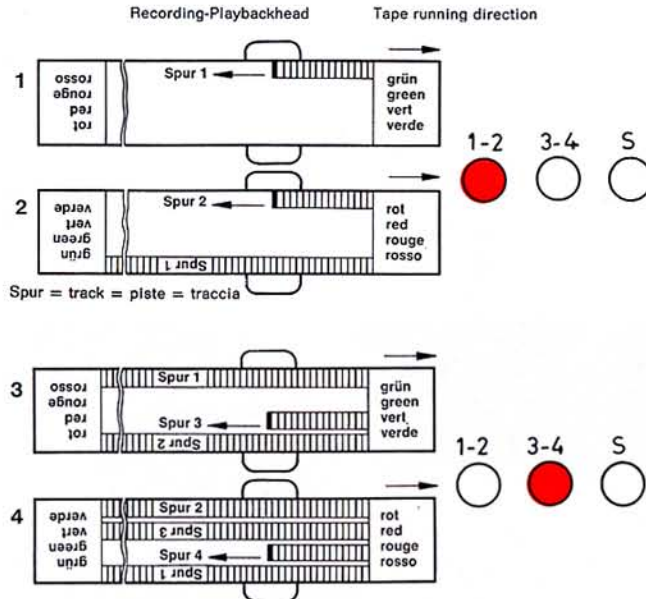 Recording-Playbackhead Tape running direction
1
rosso
rouge
red
rot
Spur 1
grün
green
vert
verde
1-2 3-4 S
2
verde
vert
green
grün
Spur 2
Spur 1
rot
red
rouge
rosso
Spur = track = piste = traccia
3
rosso
rouge
red
rot
Spur 1
Spur 3
Spur 2
grün
green
vert
verde
1-2 3-4 S
4
verde
vert
green
grün
Spur 2
Spur 3
Spur 4
Spur 1
rot
red
rouge
rosso